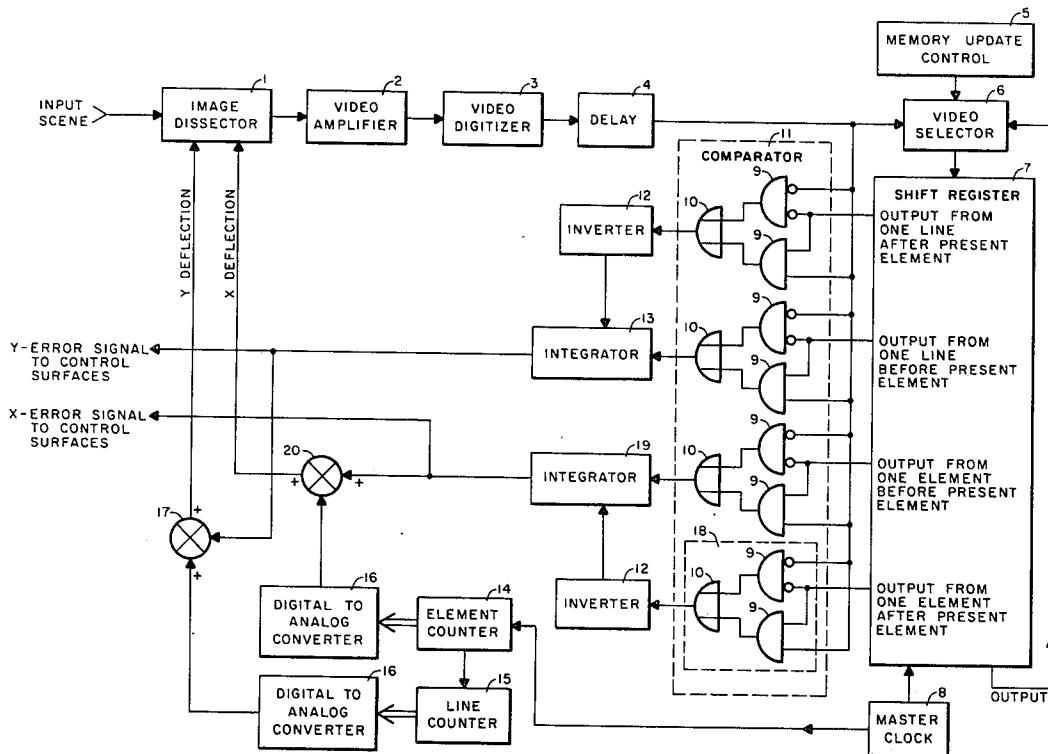 5
MEMORY UPDATE
CONTROL
INPUT
SCENE
1
IMAGE
DISSECTOR
2
VIDEO
AMPLIFIER
3
VIDEO
DIGITIZER
4
DELAY
6
VIDEO
SELECTOR
11
COMPARATOR
7
SHIFT REGISTER
Y DEFLECTION
X DEFLECTION
12
INVERTER
10
9
9
OUTPUT FROM
ONE LINE
AFTER PRESENT
ELEMENT
13
INTEGRATOR
10
9
9
OUTPUT FROM
ONE LINE
BEFORE PRESENT
ELEMENT
Y-ERROR SIGNAL
TO CONTROL
SURFACES
X-ERROR SIGNAL
TO CONTROL
SURFACES
20
+
+
19
INTEGRATOR
10
9
9
OUTPUT FROM
ONE ELEMENT
BEFORE PRESENT
ELEMENT
17
+
+
18
12
INVERTER
10
9
9
OUTPUT FROM
ONE ELEMENT
AFTER PRESENT
ELEMENT
16
DIGITAL TO
ANALOG
CONVERTER
14
ELEMENT
COUNTER
16
DIGITAL TO
ANALOG
CONVERTER
15
LINE
COUNTER
8
MASTER
CLOCK
OUTPUT